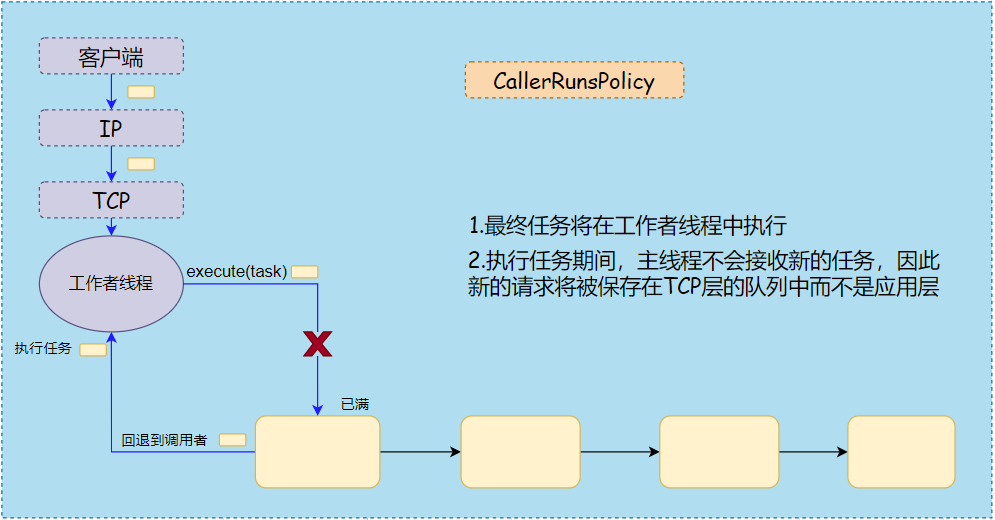 客户端
CallerRunsPolicy
IP
TCP
1.最终任务将在工作者线程中执行
2.执行任务期间，主线程不会接收新的任务，因此
新的请求将被保存在TCP层的队列中而不是应用层
工作者线程
execute(task)
执行任务
已满
回退到调用者